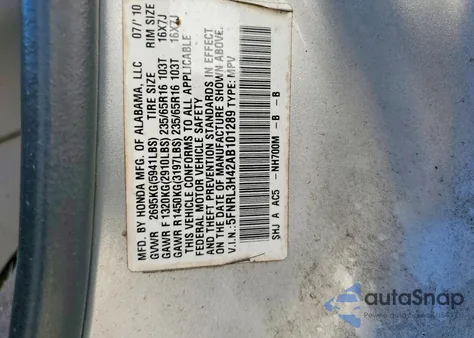 MFD. BY HONDA MFG. OF ALABAMA, LLC 07/'10
GVWR 2695KG(5941LBS) TIRE SIZE RIM SIZE
GAWR F 1320KG(2910LBS) 235/65R16 103T 16X7J
GAWR R1450KG(3197LBS) 235/65R16 103T 16X7J
THIS VEHICLE CONFORMS TO ALL APPLICABLE
FEDERAL MOTOR VEHICLE SAFETY
AND THEFT PREVENTION STANDARDS IN EFFECT
ON THE DATE OF MANUFACTURE SHOWN ABOVE.
V.I.N.: 5FNRL3H42AB101289 TYPE: MPV
SHJ A AC5 -NH700M -B -B
autoSnap